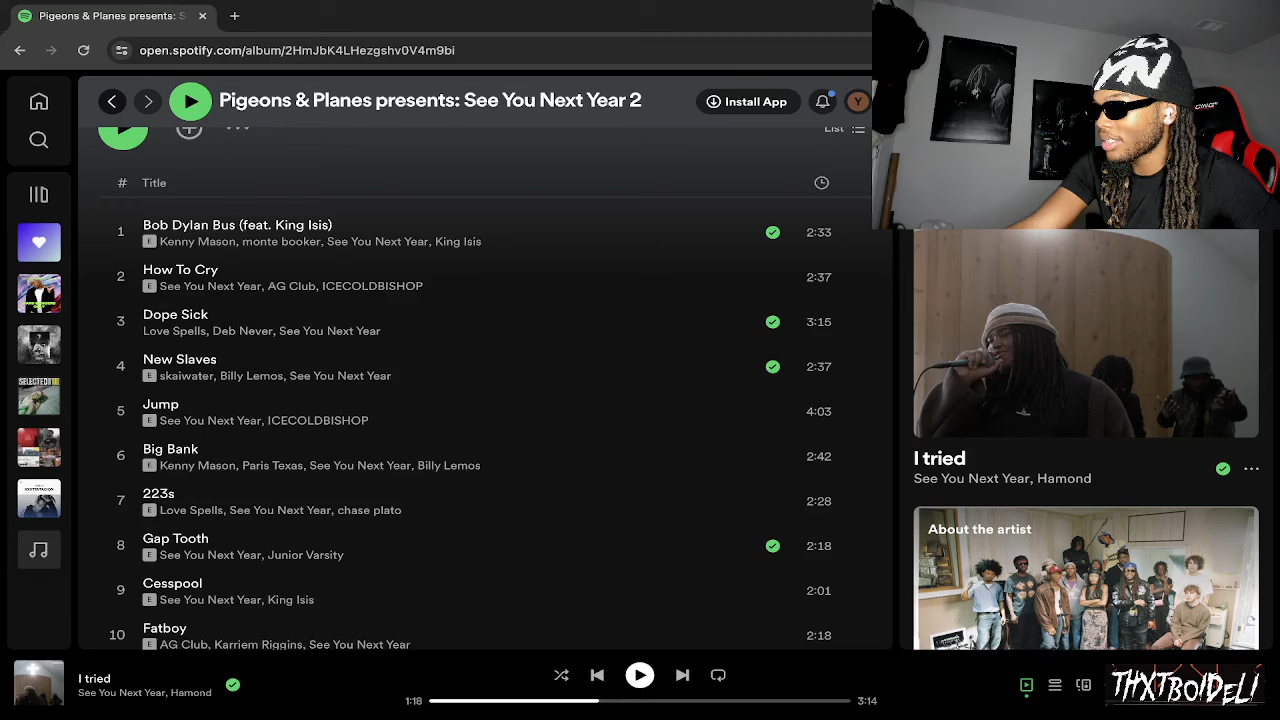 Pigeons & Planes presents: S
open.spotify.com/album/2HmJbK4LHezgshv0V4m9bi
Pigeons & Planes presents: See You Next Year 2
Install App
Y
List
# Title
1 Bob Dylan Bus (feat. King Isis) 2:33
E Kenny Mason, monte booker, See You Next Year, King Isis
2 How To Cry 2:37
E See You Next Year, AG Club, ICECOLDBISHOP
3 Dope Sick 3:15
Love Spells, Deb Never, See You Next Year
4 New Slaves 2:37
E skaiwater, Billy Lemos, See You Next Year
5 Jump 4:03
E See You Next Year, ICECOLDBISHOP
6 Big Bank 2:42
E Kenny Mason, Paris Texas, See You Next Year, Billy Lemos
7 223s 2:28
E Love Spells, See You Next Year, chase plato
8 Gap Tooth 2:18
E See You Next Year, Junior Varsity
9 Cesspool 2:01
E See You Next Year, King Isis
10 Fatboy 2:18
E AG Club, Karriem Riggins, See You Next Year
I tried
See You Next Year, Hamond
About the artist
I tried
See You Next Year, Hamond
1:18
3:14
THXTBOIDELI